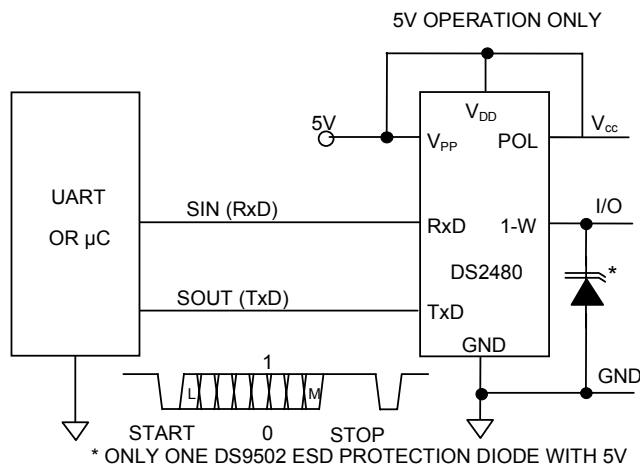 5V OPERATION ONLY
5V
V_DD
V_PP
POL
V_cc
UART
OR µC
SIN (RxD)
RxD
1-W
I/O
DS2480
*
SOUT (TxD)
TxD
GND
GND
1
L
M
START
0
STOP
* ONLY ONE DS9502 ESD PROTECTION DIODE WITH 5V